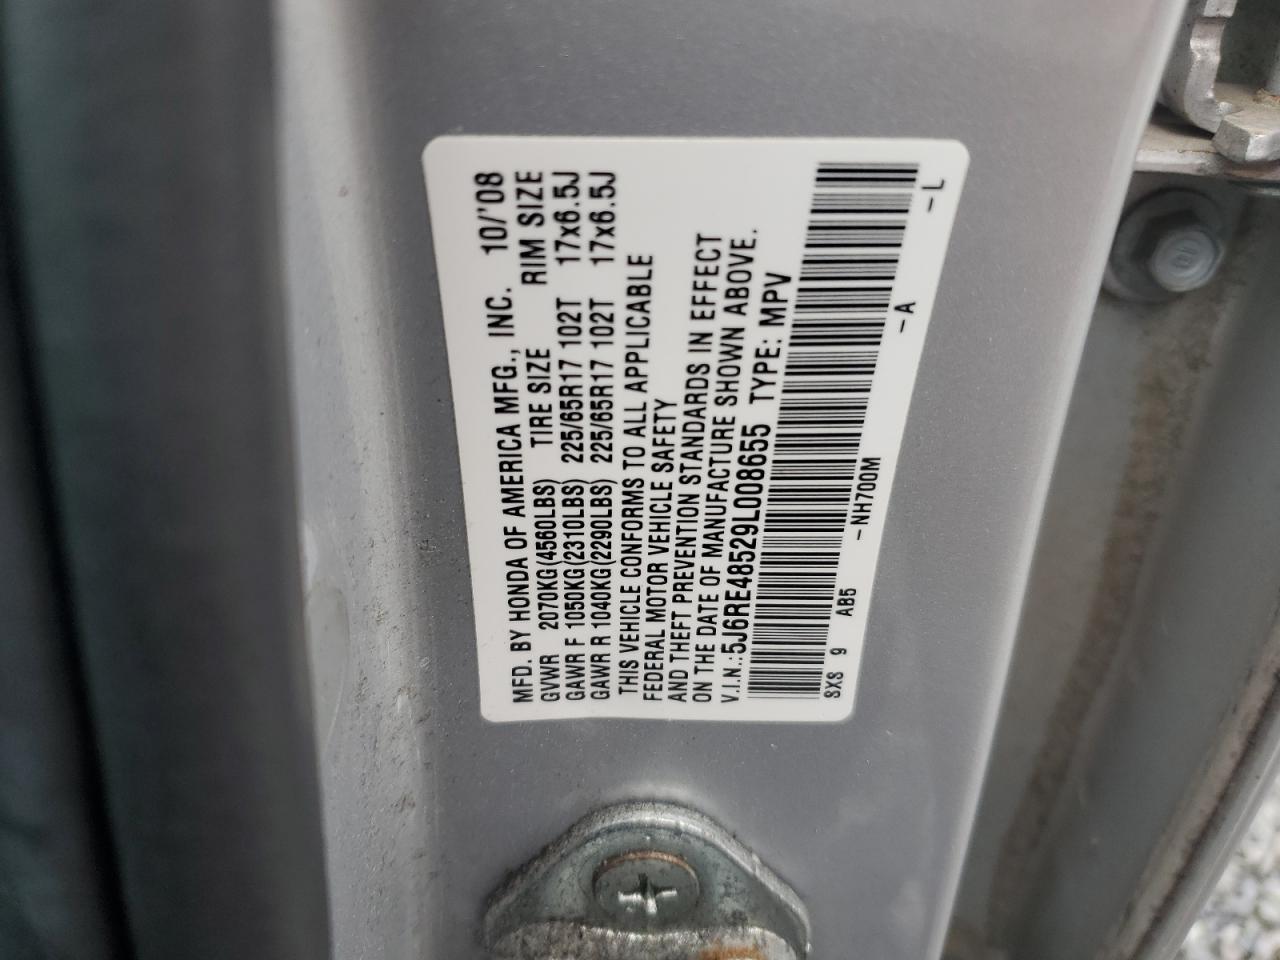 MFD. BY HONDA OF AMERICA MFG., INC. 10/'08
GVWR 2070KG(4560LBS) TIRE SIZE RIM SIZE
GAWR F 1050KG(2310LBS) 225/65R17 102T 17x6.5J
GAWR R 1040KG(2290LBS) 225/65R17 102T 17x6.5J
THIS VEHICLE CONFORMS TO ALL APPLICABLE
FEDERAL MOTOR VEHICLE SAFETY
AND THEFT PREVENTION STANDARDS IN EFFECT
ON THE DATE OF MANUFACTURE SHOWN ABOVE.
V.I.N.:5J6RE48529L008655 TYPE: MPV
SXS 9 AB5 -NH700M -A -L